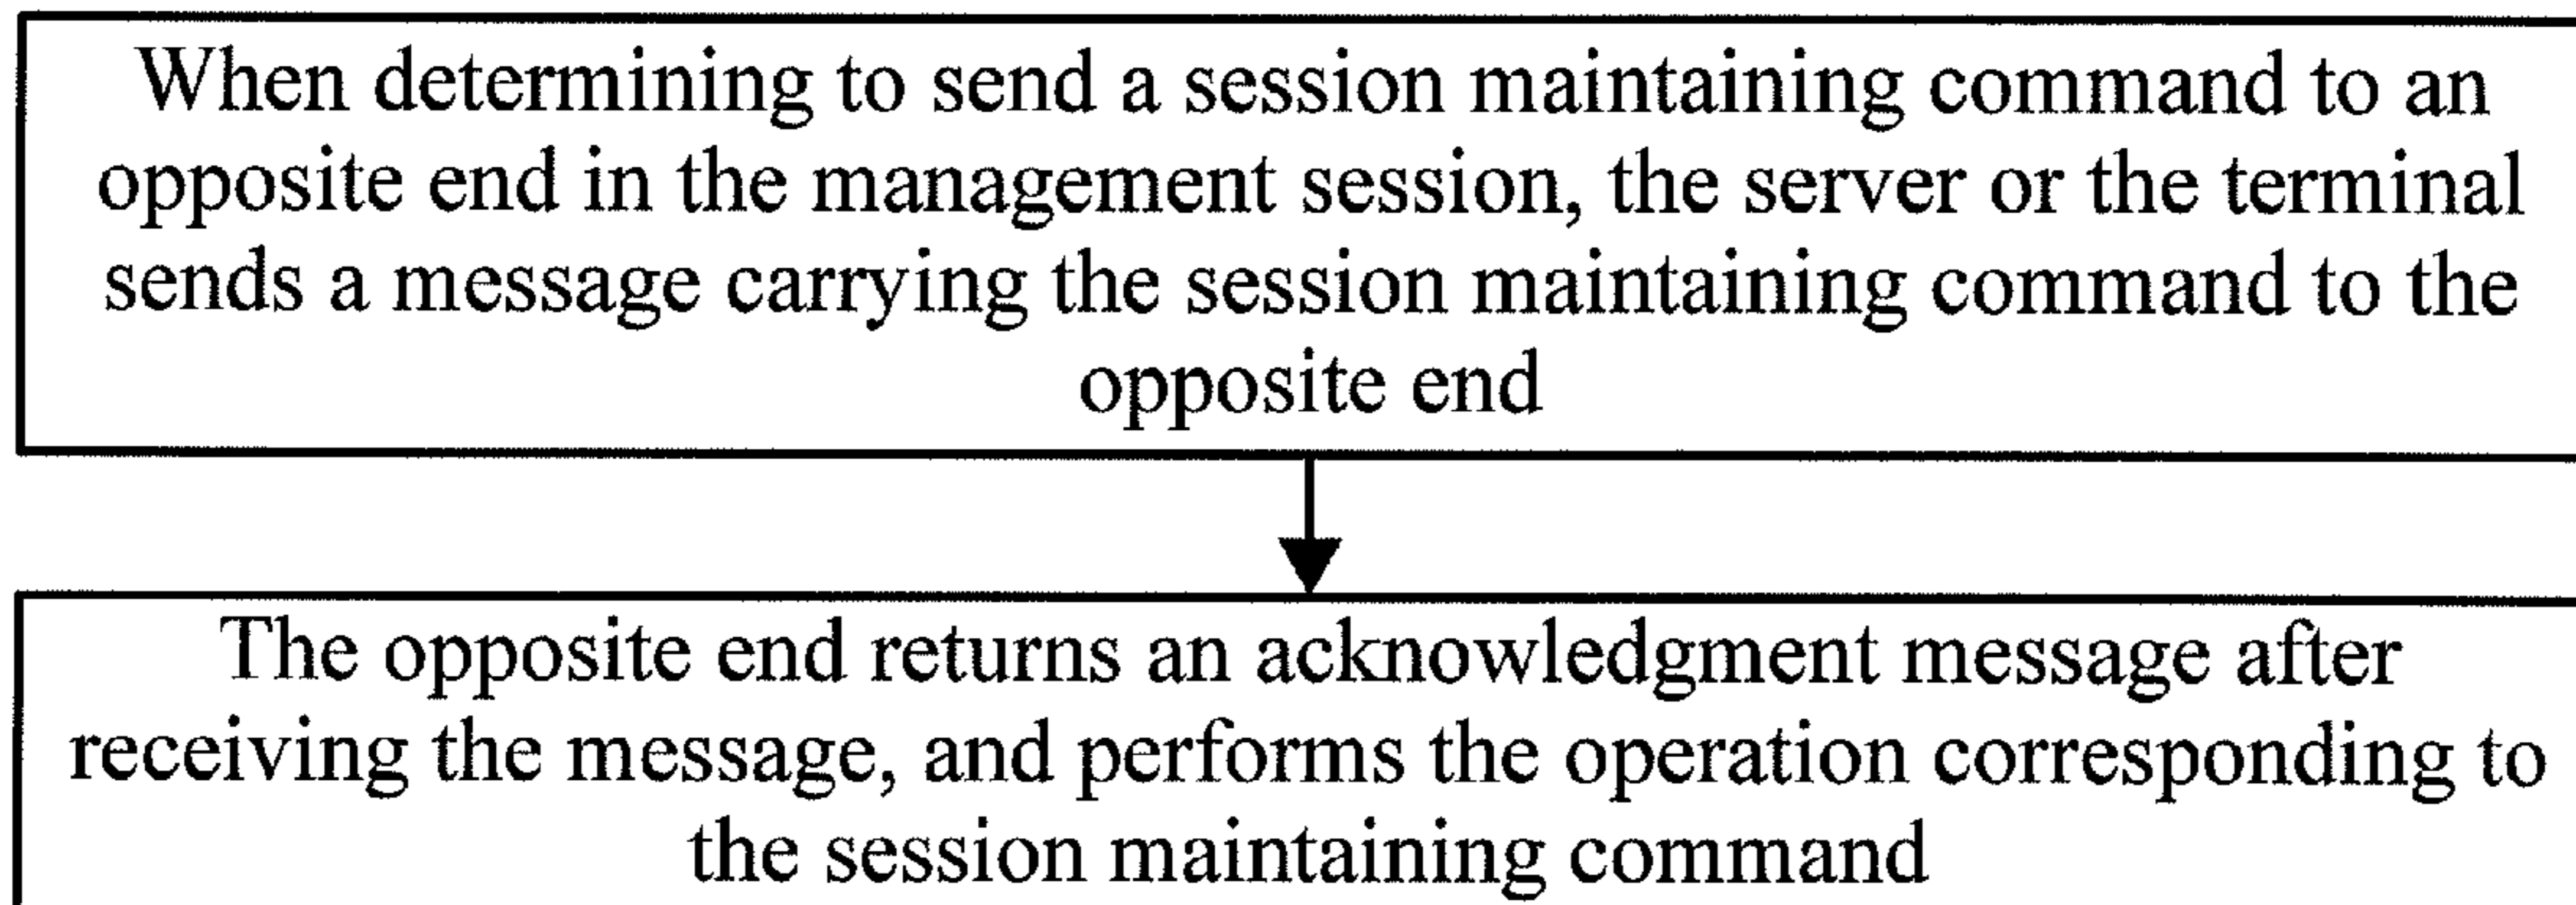 When determining to send a session maintaining command to an
opposite end in the management session, the server or the terminal
sends a message carrying the session maintaining command to the
opposite end
The opposite end returns an acknowledgment message after
receiving the message, and performs the operation corresponding to
the session maintaining command